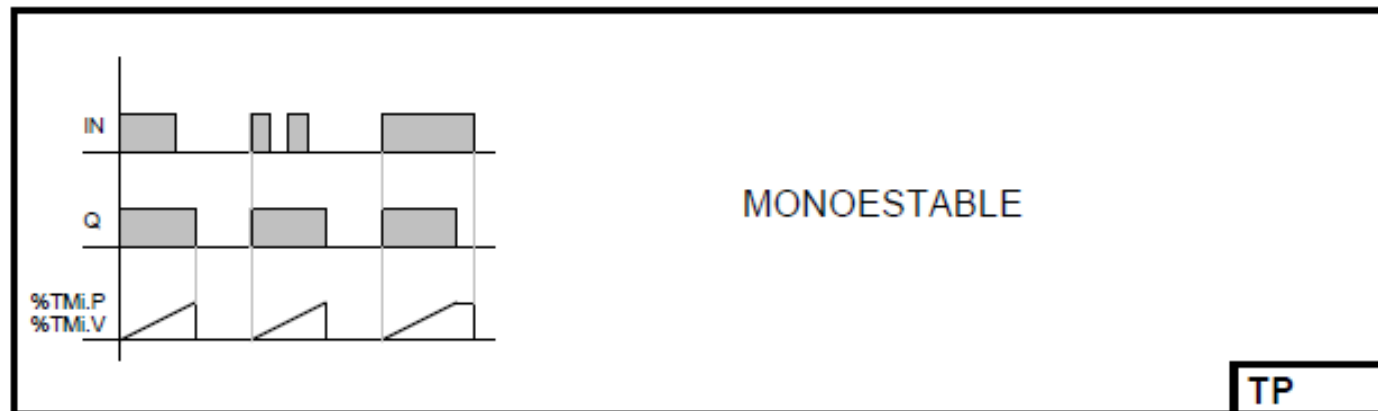 IN
Q
MONOESTABLE
%TMi.P
%TMi.V
TP